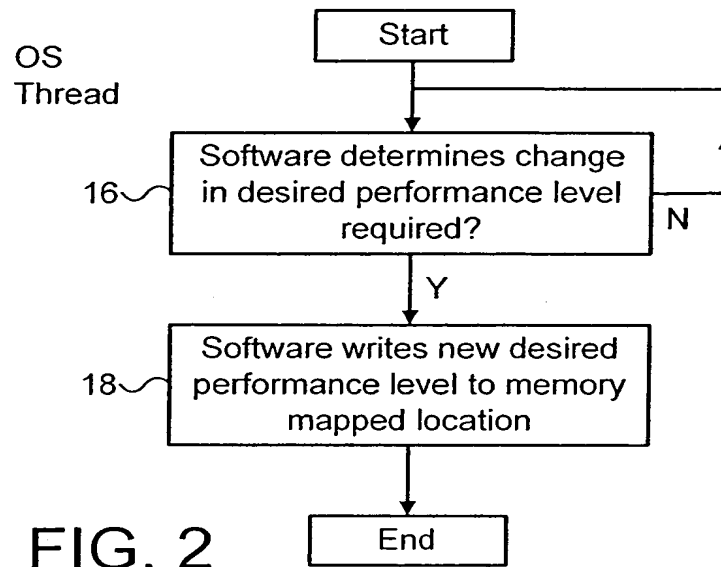 Start
OS
Thread
Software determines change
in desired performance level
required?
16
N
Y
Software writes new desired
performance level to memory
mapped location
18
End
FIG. 2